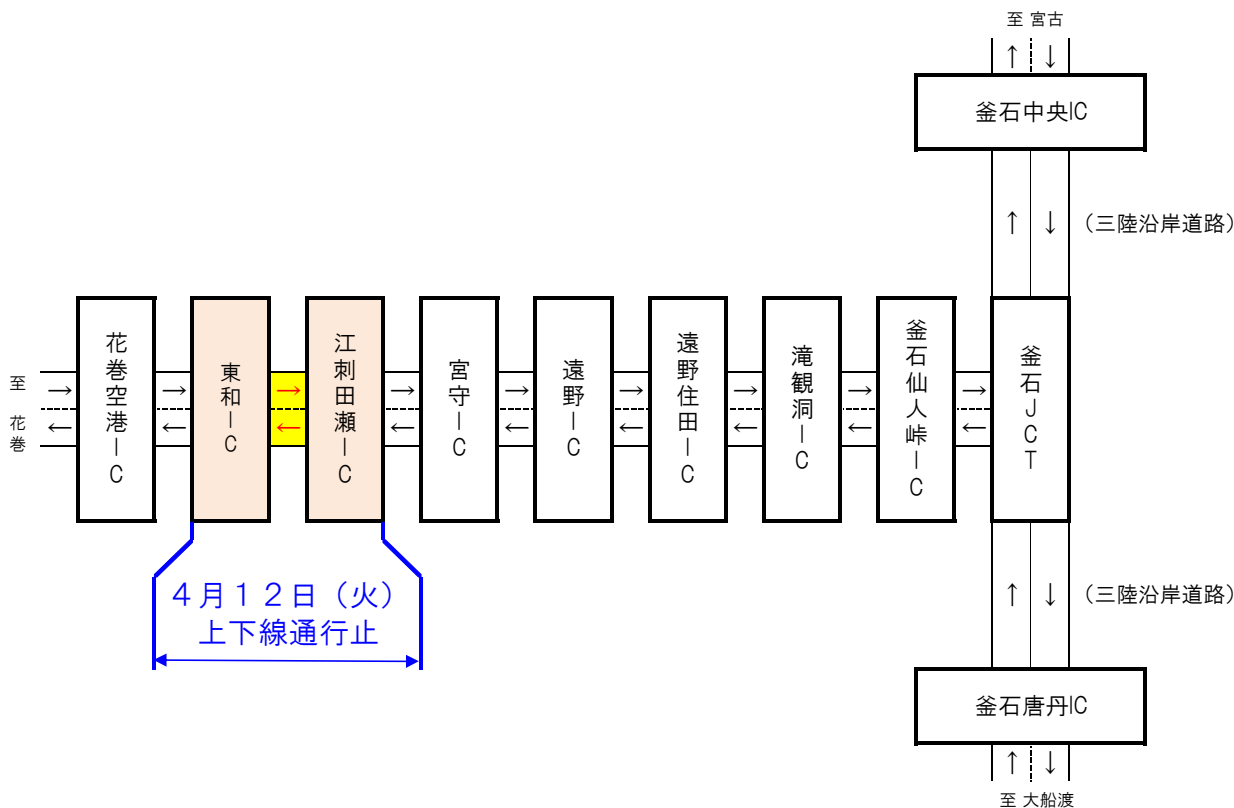 至 宮古
↑ ↓
釜石中央IC
↑ ↓ (三陸沿岸道路)
至 花巻
→ → → → → → → → →
← ← ← ← ← ← ← ← ←
花巻空港IC
東和IC
江刺田瀬IC
宮守IC
遠野IC
遠野住田IC
滝観洞IC
釜石仙人峠IC
釜石JCT
4月12日（火）
上下線通行止
↑ ↓ (三陸沿岸道路)
釜石唐丹IC
↑ ↓
至 大船渡